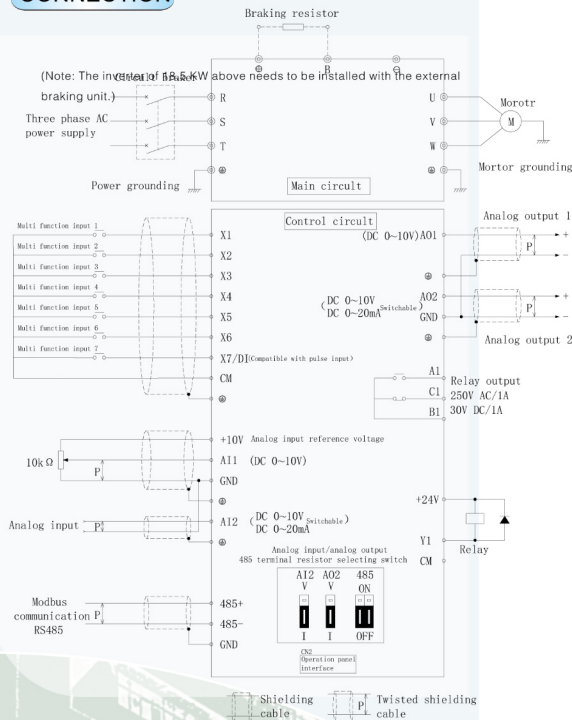 CONNECTION
Braking resistor
⊕ B ⊖
(Note: The inverter of 18.5 KW above needs to be installed with the external
braking unit.)
Circuit Braker
Three phase AC
power supply
R
S
T
U
V
W
Morotr
M
Power grounding
Main circult
Mortor grounding
Control circult
Analog output 1
Multi function input 1
X1
(DC 0~10V) AO1
+
P
Multi function input 2
X2
-
Multi function input 3
X3
Multi function input 4
X4
(DC 0~10V
DC 0~20mA Switchable)
AO2
+
Multi function input 5
X5
GND
P
-
Multi function input 6
X6
Analog output 2
Multi function input 7
X7/DI(Compatible with pulse input)
CM
A1
C1
B1
Relay output
250V AC/1A
30V DC/1A
+10V Analog input reference voltage
10kΩ
AI1 (DC 0~10V)
P
GND
+24V
Analog input
P
AI2 (DC 0~10V
DC 0~20mA Switchable)
Y1
Relay
CM
Analog input/analog output
485 terminal resistor selecting switch
AI2 AO2 485
V V ON
I I OFF
Modbus
communication
RS485
P
485+
485-
GND
CN2
Operation panel
interface
Shielding
cable
P
Twisted shielding
cable